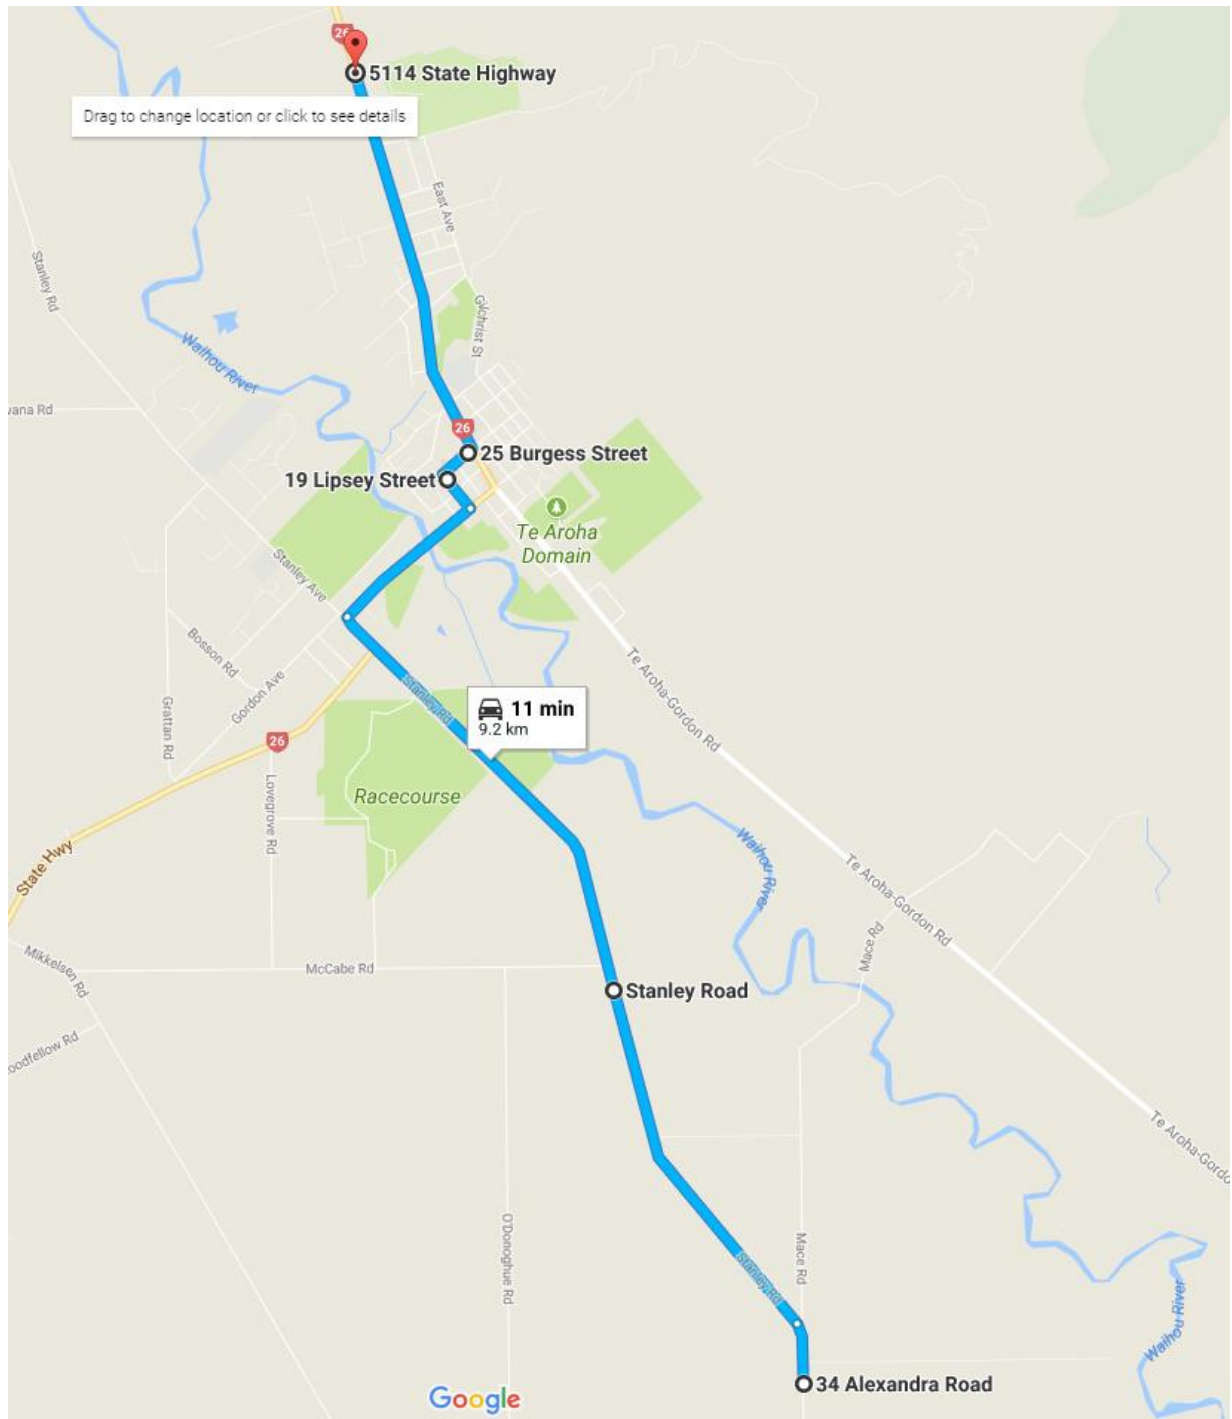 26
5114 State Highway
Drag to change location or click to see details
East Ave
Stanley Rd
Gilchrist St
Waihou River
vana Rd
26
25 Burgess Street
19 Lipsey Street
Te Aroha
Domain
Stanley Ave
Bosson Rd
Gordon Ave
Te Aroha-Gordon Rd
Grattan Rd
Stanley Rd
11 min
9.2 km
26
Racecourse
Lovegrove Rd
State Hwy
Waihou River
Te Aroha-Gordon Rd
Mace Rd
Mikkelsen Rd
McCabe Rd
Stanley Road
oodfellow Rd
Te Aroha-Gordo
O'Donoghue Rd
Mace Rd
Stanley Rd
Waihou River
34 Alexandra Road
Google